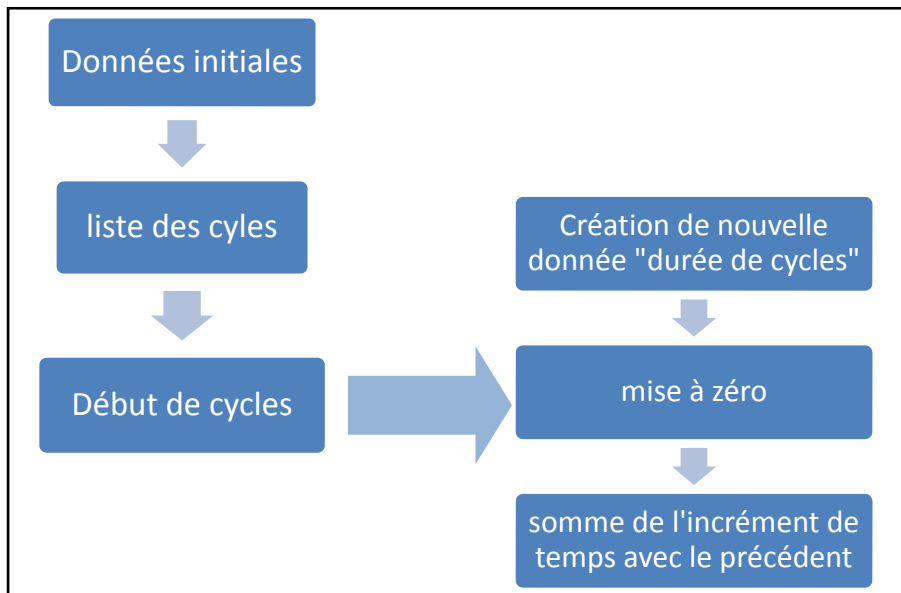 Données initiales
liste des cyles
Début de cycles
Création de nouvelle
donnée "durée de cycles"
mise à zéro
somme de l'incrément de
temps avec le précédent